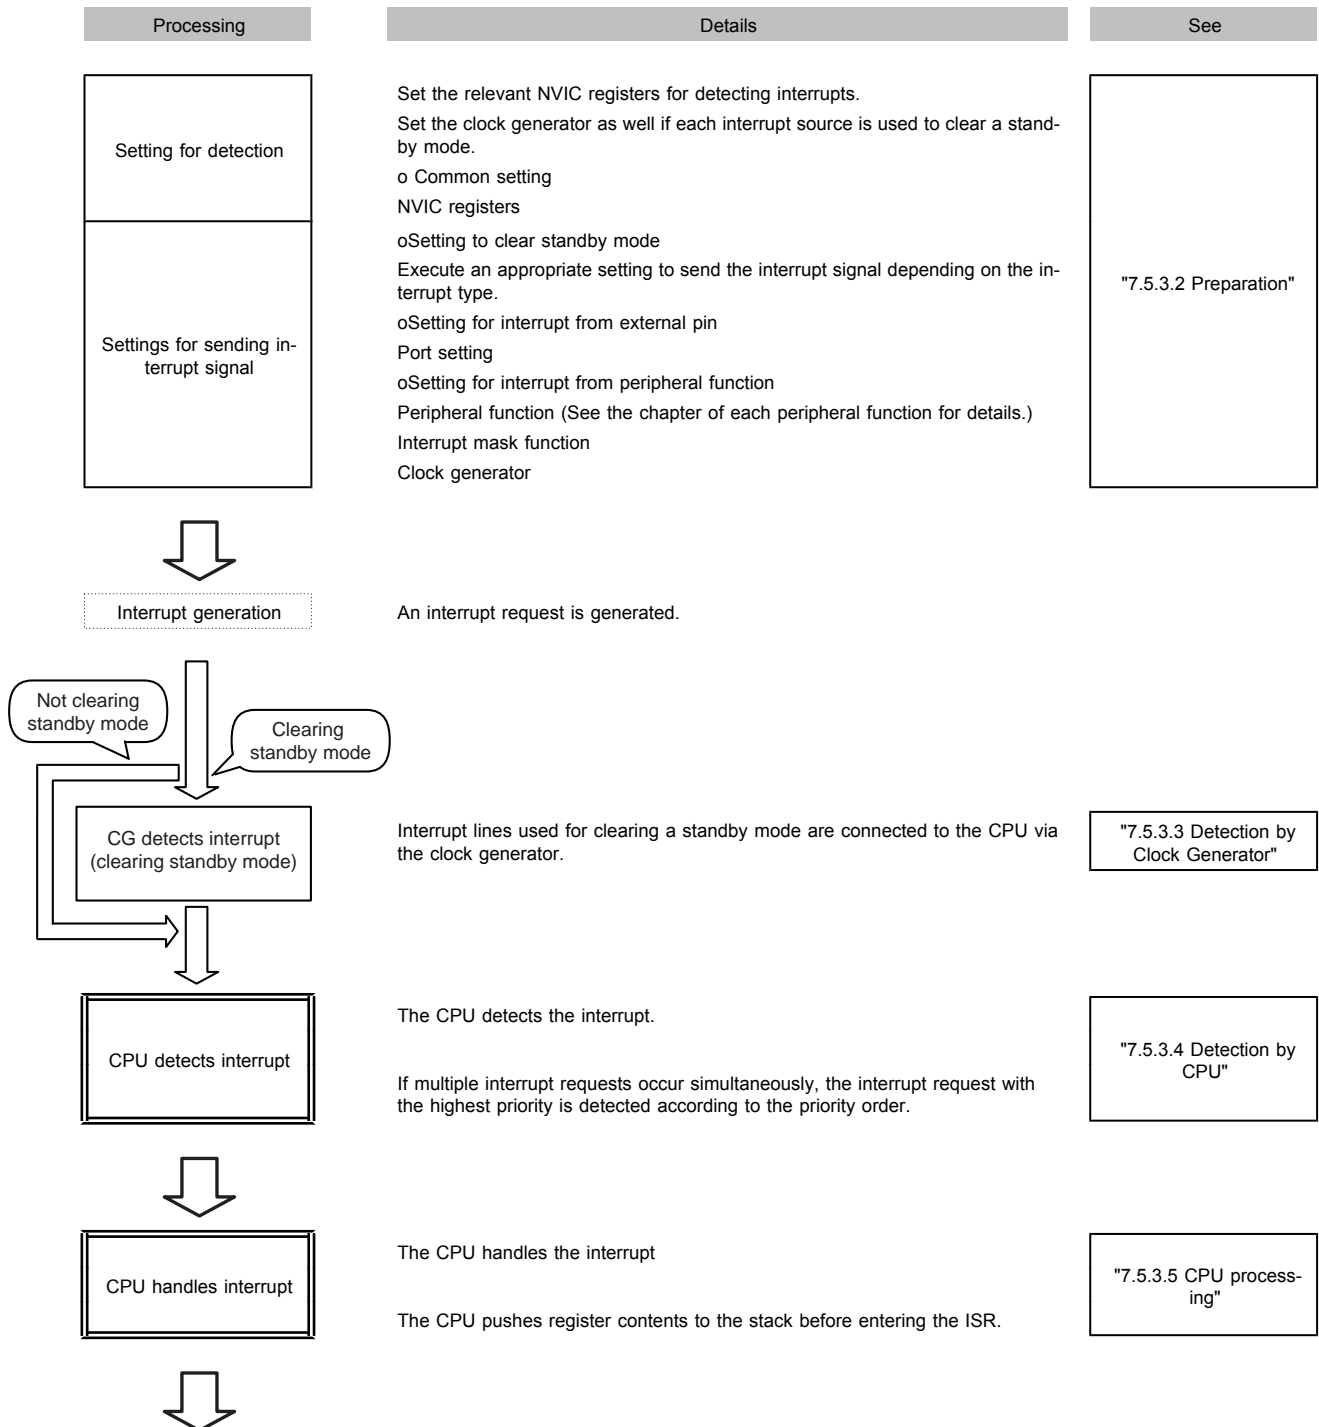 Processing
Details
See
Setting for detection
Set the relevant NVIC registers for detecting interrupts.
Set the clock generator as well if each interrupt source is used to clear a stand-
by mode.
o Common setting
NVIC registers
Settings for sending in-
terrupt signal
oSetting to clear standby mode
Execute an appropriate setting to send the interrupt signal depending on the in-
terrupt type.
oSetting for interrupt from external pin
Port setting
oSetting for interrupt from peripheral function
Peripheral function (See the chapter of each peripheral function for details.)
Interrupt mask function
Clock generator
"7.5.3.2 Preparation"
Interrupt generation
An interrupt request is generated.
Not clearing
standby mode
Clearing
standby mode
CG detects interrupt
(clearing standby mode)
Interrupt lines used for clearing a standby mode are connected to the CPU via
the clock generator.
"7.5.3.3 Detection by
Clock Generator"
CPU detects interrupt
The CPU detects the interrupt.
If multiple interrupt requests occur simultaneously, the interrupt request with
the highest priority is detected according to the priority order.
"7.5.3.4 Detection by
CPU"
CPU handles interrupt
The CPU handles the interrupt
The CPU pushes register contents to the stack before entering the ISR.
"7.5.3.5 CPU process-
ing"